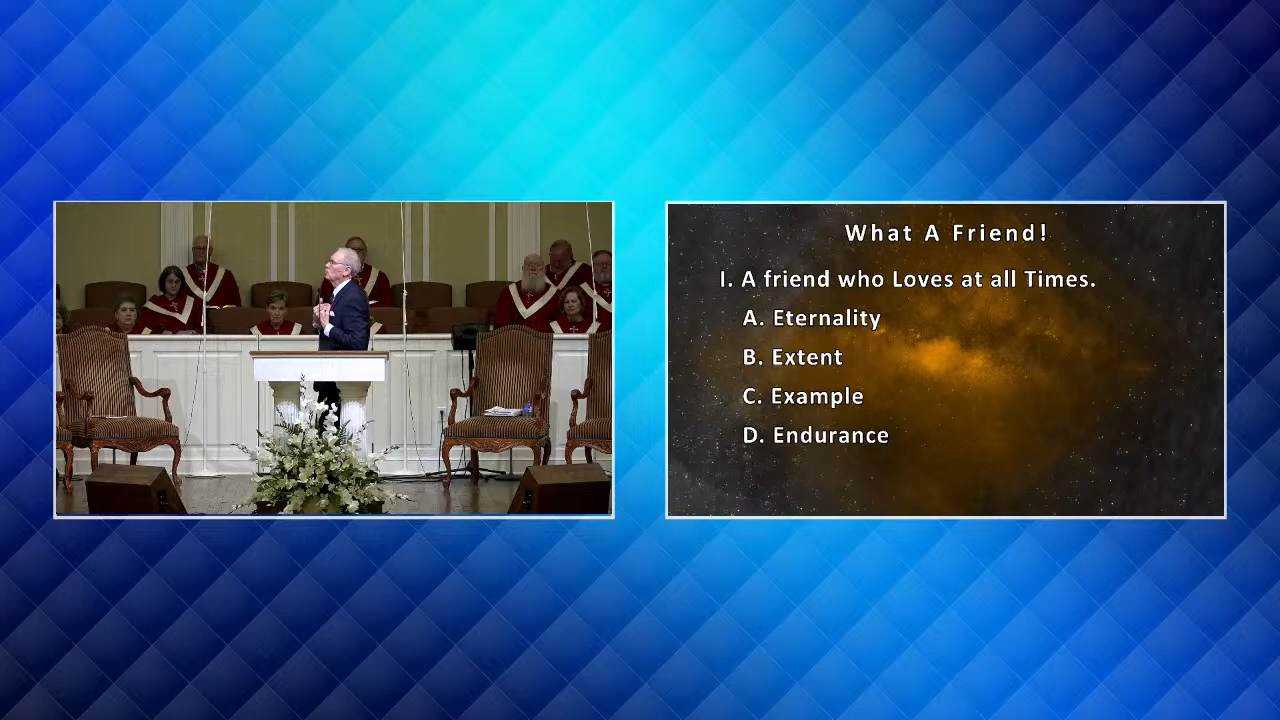 What A Friend!
I. A friend who Loves at all Times.
A. Eternality
B. Extent
C. Example
D. Endurance